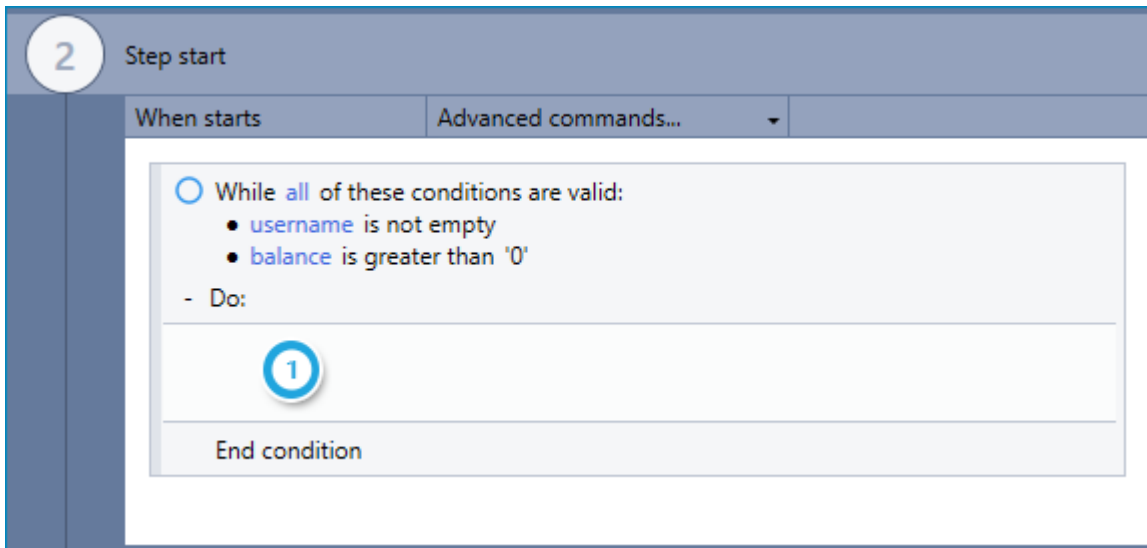 2 Step start
When starts Advanced commands...
While all of these conditions are valid:
• username is not empty
• balance is greater than '0'
- Do:
1
End condition